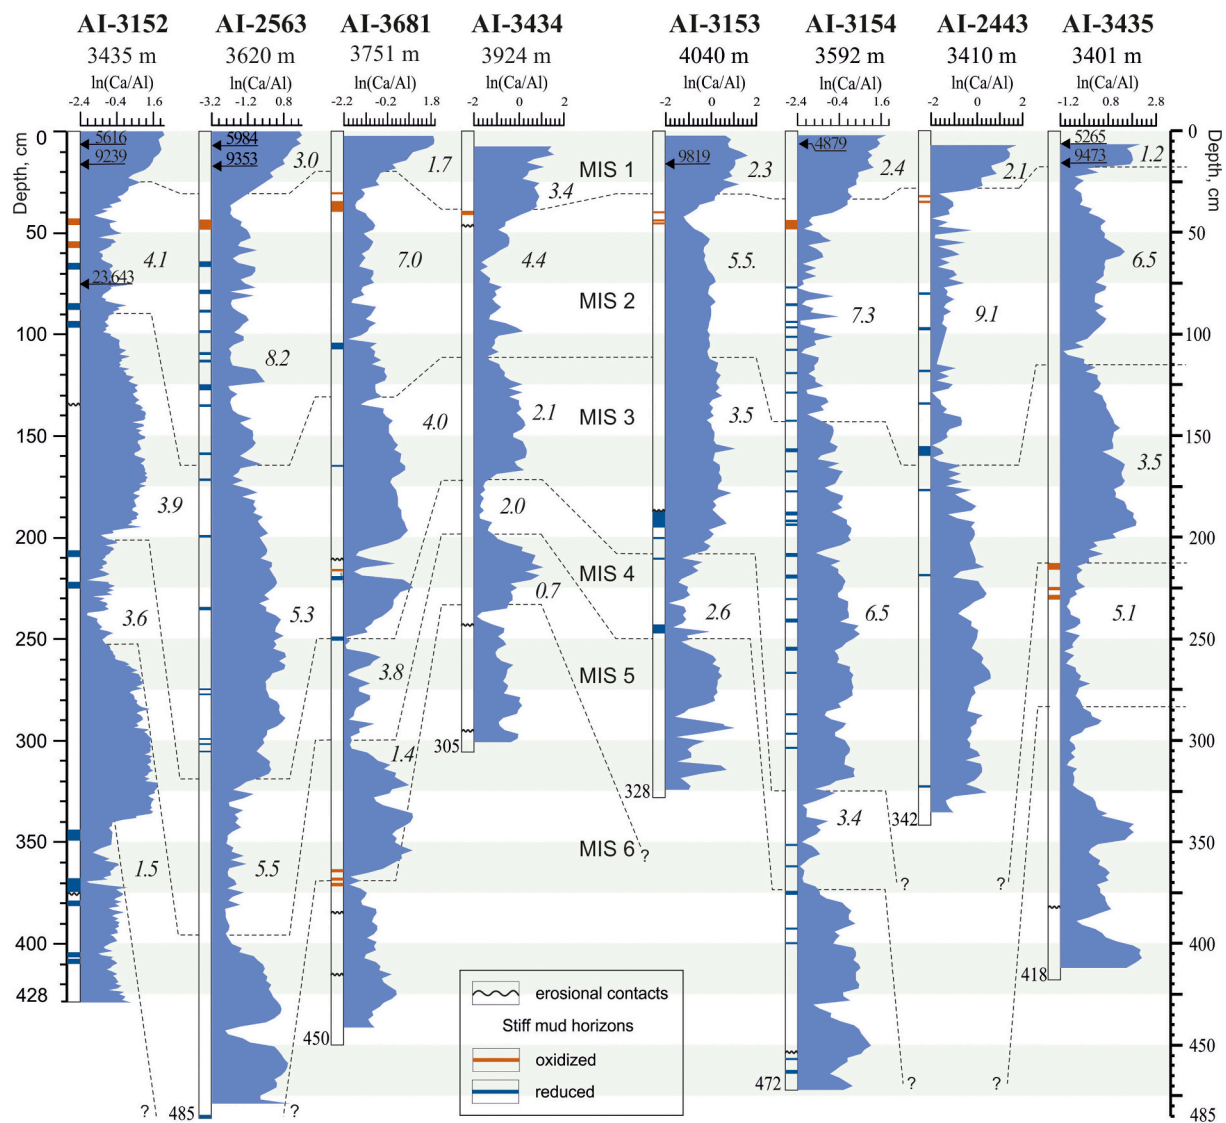 AI-3152 AI-2563 AI-3681 AI-3434 AI-3153 AI-3154 AI-2443 AI-3435
3435 m 3620 m 3751 m 3924 m 4040 m 3592 m 3410 m 3401 m
ln(Ca/Al) ln(Ca/Al) ln(Ca/Al) ln(Ca/Al) ln(Ca/Al) ln(Ca/Al) ln(Ca/Al) ln(Ca/Al)
-2.4 -0.4 1.6 -3.2 -1.2 0.8 -2.2 -0.2 1.8 -2 0 2 -2 0 2 -2.4 -0.4 1.6 -2 0 2 -1.2 0.8 2.8
Depth, cm
Depth, cm
0 0
5616 5984 4879 5265
9239 9353 9819 9473
3.0 1.7 MIS 1 2.3 2.4 2.1 1.2
3.4
50 50
4.1 7.0 4.4 5.5. 6.5
23,643
MIS 2
7.3 9.1
100 100
8.2
4.0 2.1 MIS 3 3.5
150 150
3.5
3.9 2.0
200 200
MIS 4
0.7
3.6 5.3 2.6 6.5 5.1
250 250
3.8 MIS 5
300 300
305 1.4
328
3.4 342
350 350
MIS 6 ?
1.5 5.5
? ?
400 400
418
428
erosional contacts
Stiff mud horizons
450
oxidized
450 450
472 ? ?
reduced
? 485 ? 485